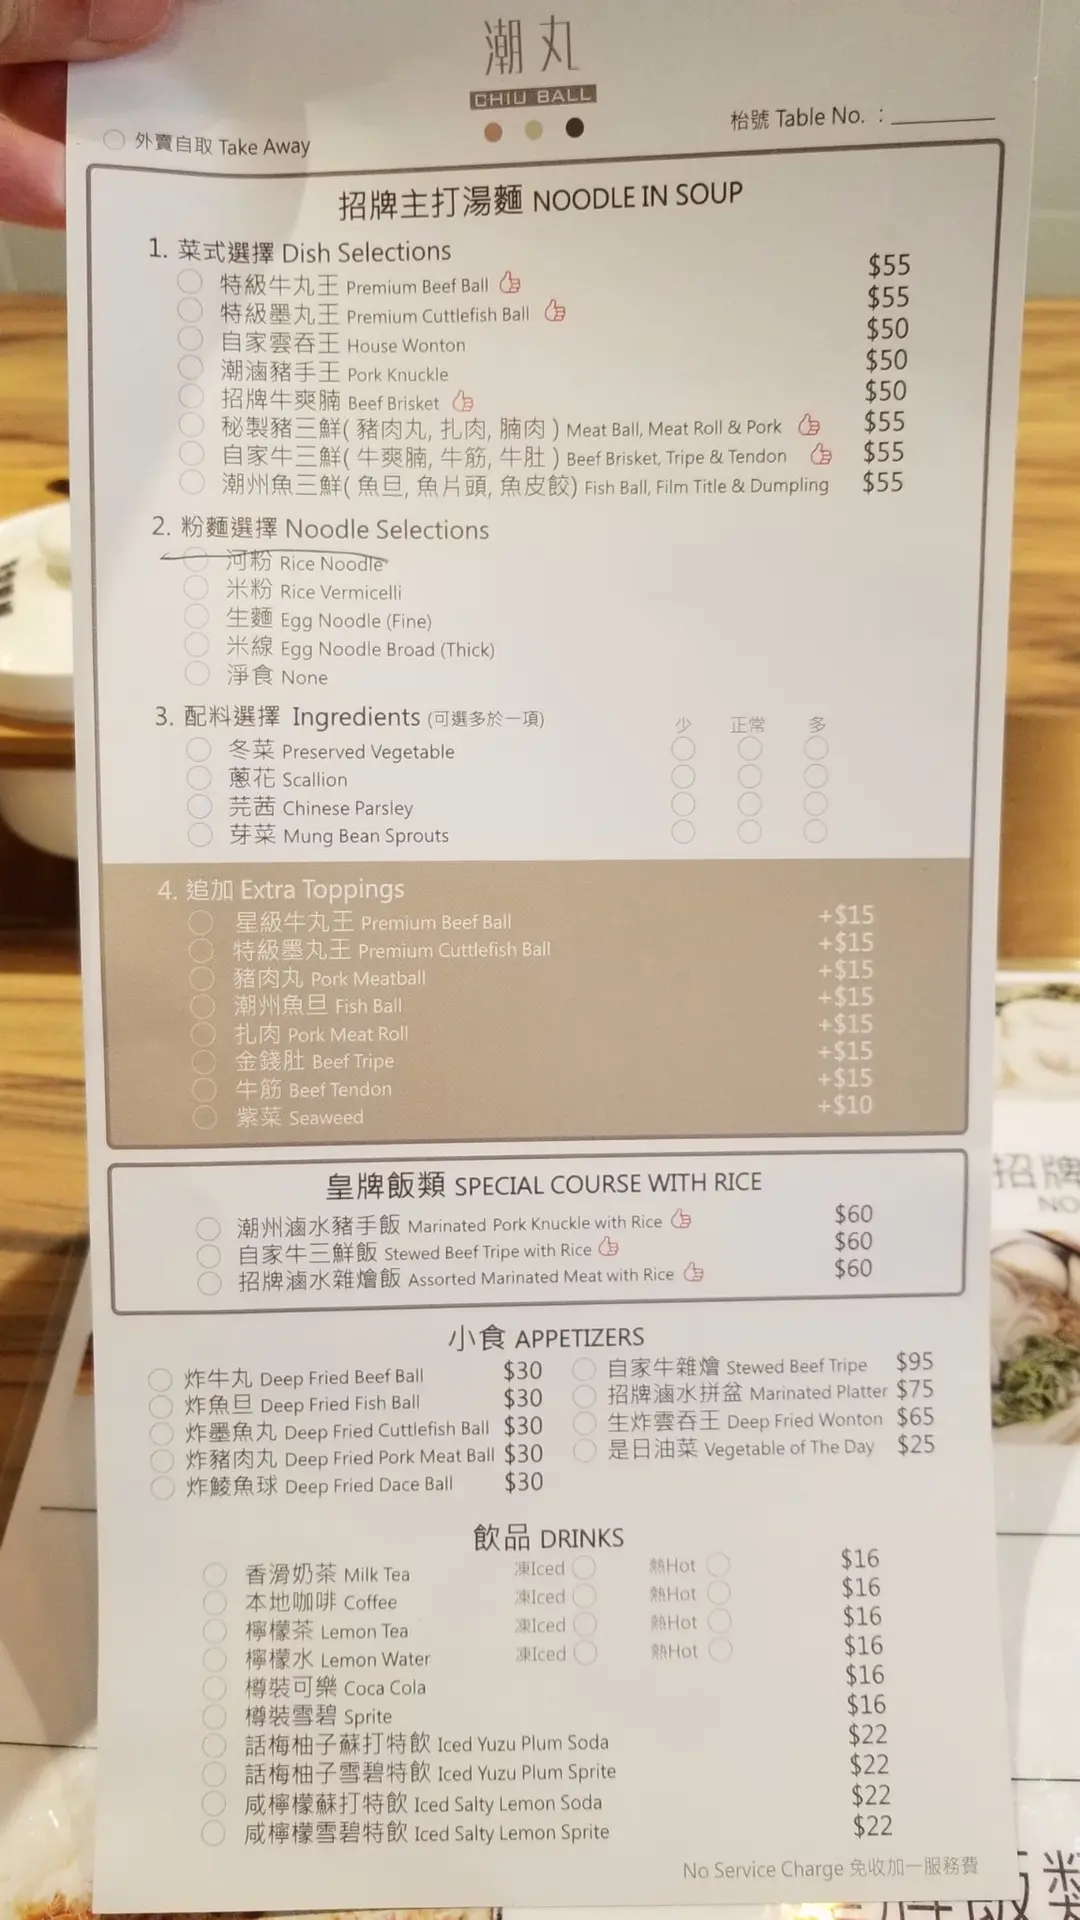 潮丸
CHIU BALL
外賣自取 Take Away
枱號 Table No. :
招牌主打湯麵 NOODLE IN SOUP
1. 菜式選擇 Dish Selections
特級牛丸王 Premium Beef Ball $55
特級墨丸王 Premium Cuttlefish Ball $55
自家雲吞王 House Wonton $50
潮滷豬手王 Pork Knuckle $50
招牌牛爽腩 Beef Brisket $50
秘製豬三鮮( 豬肉丸, 扎肉, 腩肉 ) Meat Ball, Meat Roll & Pork $55
自家牛三鮮( 牛爽腩, 牛筋, 牛肚 ) Beef Brisket, Tripe & Tendon $55
潮州魚三鮮( 魚旦, 魚片頭, 魚皮餃) Fish Ball, Film Title & Dumpling $55
2. 粉麵選擇 Noodle Selections
河粉 Rice Noodle
米粉 Rice Vermicelli
生麵 Egg Noodle (Fine)
米線 Egg Noodle Broad (Thick)
淨食 None
3. 配料選擇 Ingredients (可選多於一項) 少 正常 多
冬菜 Preserved Vegetable
蔥花 Scallion
芫茜 Chinese Parsley
芽菜 Mung Bean Sprouts
4. 追加 Extra Toppings
星級牛丸王 Premium Beef Ball +$15
特級墨丸王 Premium Cuttlefish Ball +$15
豬肉丸 Pork Meatball +$15
潮州魚旦 Fish Ball +$15
扎肉 Pork Meat Roll +$15
金錢肚 Beef Tripe +$15
牛筋 Beef Tendon +$15
紫菜 Seaweed +$10
皇牌飯類 SPECIAL COURSE WITH RICE
潮州滷水豬手飯 Marinated Pork Knuckle with Rice $60
自家牛三鮮飯 Stewed Beef Tripe with Rice $60
招牌滷水雜燴飯 Assorted Marinated Meat with Rice $60
小食 APPETIZERS
炸牛丸 Deep Fried Beef Ball $30 自家牛雜燴 Stewed Beef Tripe $95
炸魚旦 Deep Fried Fish Ball $30 招牌滷水拼盆 Marinated Platter $75
炸墨魚丸 Deep Fried Cuttlefish Ball $30 生炸雲吞王 Deep Fried Wonton $65
炸豬肉丸 Deep Fried Pork Meat Ball $30 是日油菜 Vegetable of The Day $25
炸鯪魚球 Deep Fried Dace Ball $30
飲品 DRINKS
香滑奶茶 Milk Tea 凍Iced 熱Hot $16
本地咖啡 Coffee 凍Iced 熱Hot $16
檸檬茶 Lemon Tea 凍Iced 熱Hot $16
檸檬水 Lemon Water 凍Iced 熱Hot $16
樽裝可樂 Coca Cola $16
樽裝雪碧 Sprite $16
話梅柚子蘇打特飲 Iced Yuzu Plum Soda $22
話梅柚子雪碧特飲 Iced Yuzu Plum Sprite $22
咸檸檬蘇打特飲 Iced Salty Lemon Soda $22
咸檸檬雪碧特飲 Iced Salty Lemon Sprite $22
No Service Charge 免收加一服務費
招牌
NO